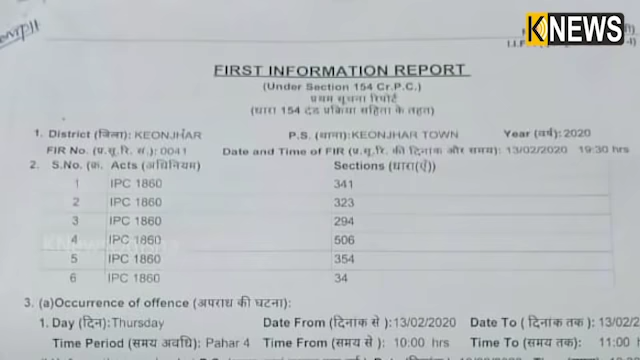 KNEWS
FIRST INFORMATION REPORT
(Under Section 154 Cr.P.C.)
प्रथम सूचना रिपोर्ट
(धारा 154 दंड प्रक्रिया संहिता के तहत)
1. District (जिला): KEONJHAR P.S. (थाना): KEONJHAR TOWN Year (वर्ष): 2020
FIR No. (प्र.सू.रि. सं.): 0041 Date and Time of FIR (प्र.सू.रि. की दिनांक और समय): 13/02/2020 19:30 hrs
2. S.No. (क्र. Acts (अधिनियम) Sections (धारा(एँ))
1 IPC 1860 341
2 IPC 1860 323
3 IPC 1860 294
4 IPC 1860 506
5 IPC 1860 354
6 IPC 1860 34
3. (a)Occurrence of offence (अपराध की घटना):
1. Day (दिन): Thursday Date From (दिनांक से): 13/02/2020 Date To (दिनांक तक): 13/02/2
Time Period (समय अवधि): Pahar 4 Time From (समय से): 10:00 hrs Time To (समय तक): 11:00